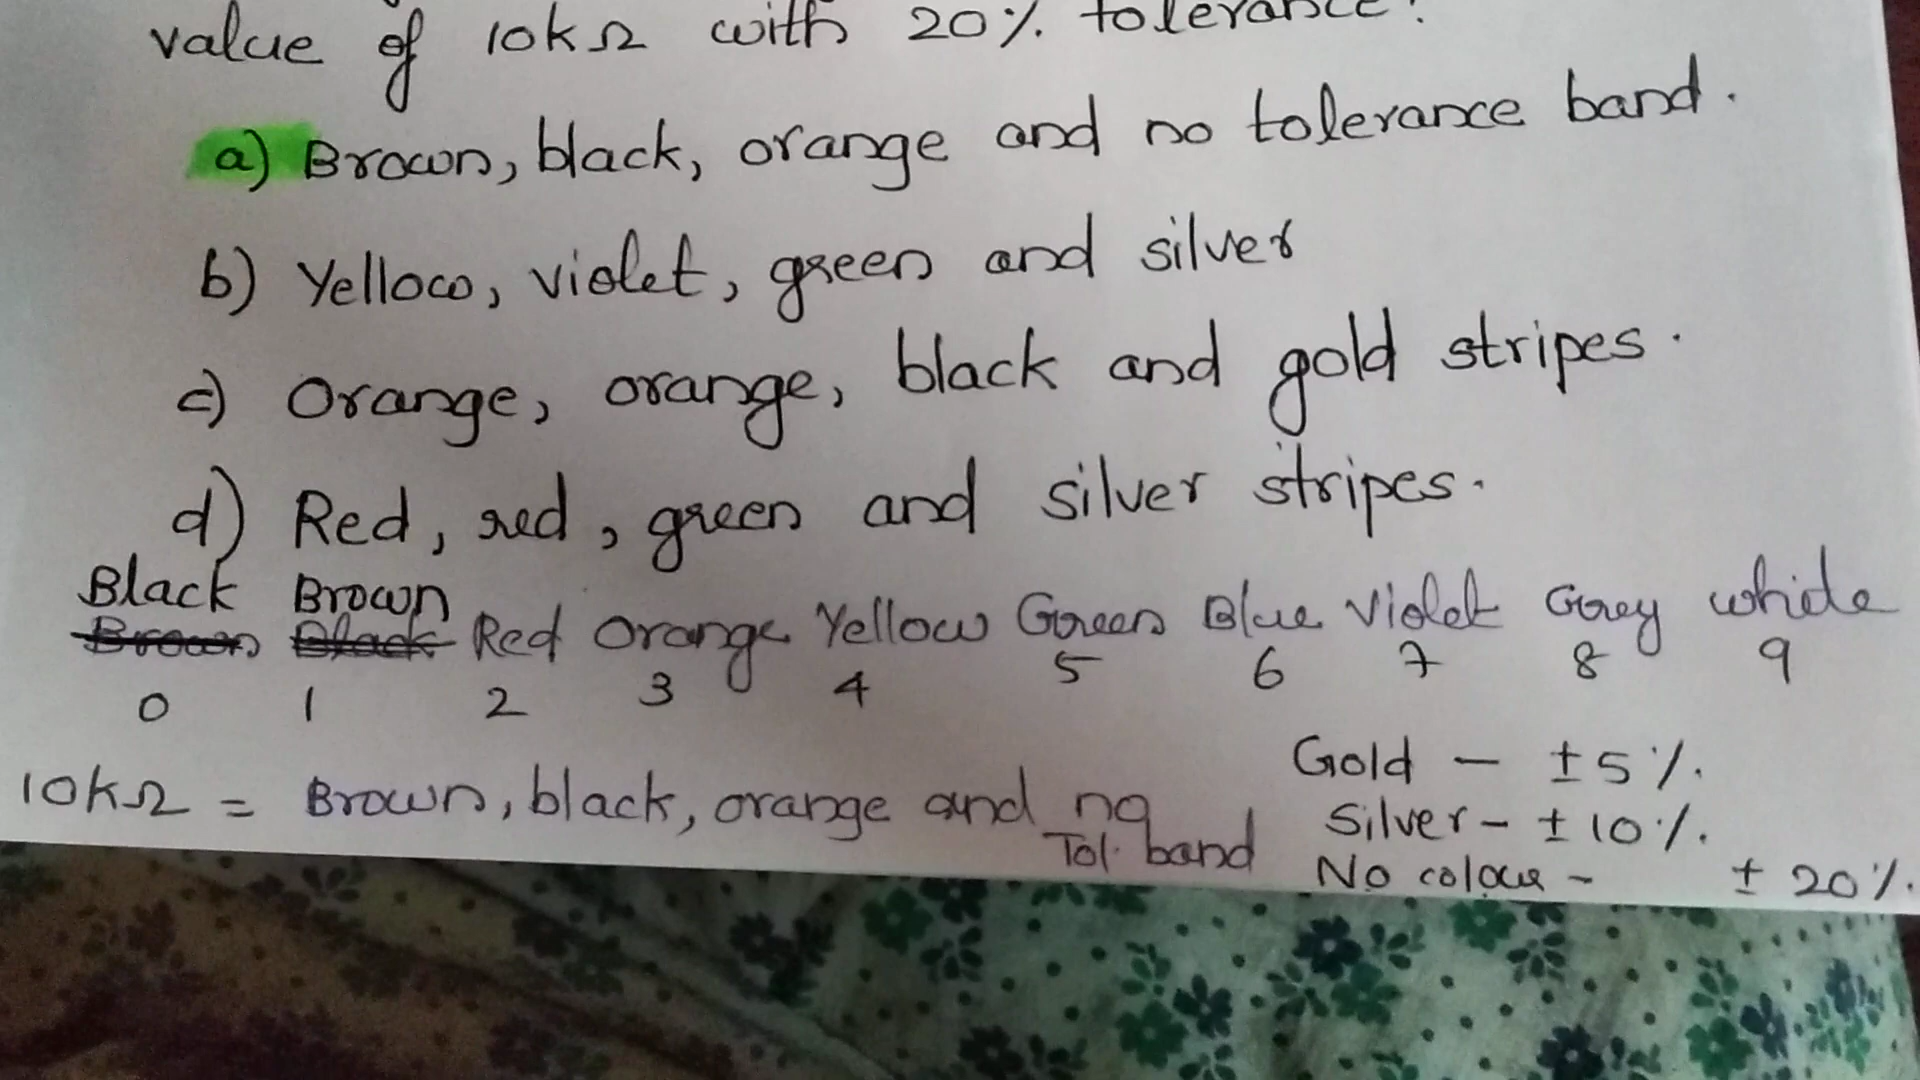 value of 10kΩ with 20% tolerance?
a) Brown, black, orange and no tolerance band.
b) Yellow, violet, green and silver
c) Orange, orange, black and gold stripes.
d) Red, red, green and silver stripes.
Black Brown
Brown Black Red Orange Yellow Green Blue Violet Grey white
0 1 2 3 4 5 6 7 8 9
10kΩ = Brown, black, orange and no
Tol. band
Gold - ±5%.
Silver - ±10%.
No colour - ±20%.